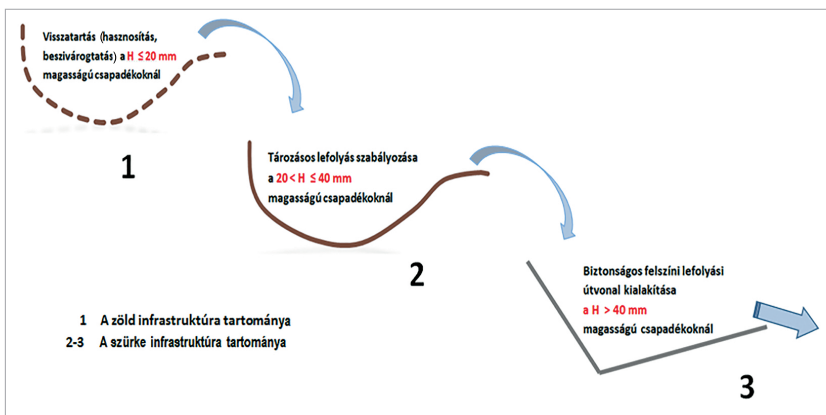 Visszatartás (hasznosítás,
beszivárogtatás) a H ≤ 20 mm
magasságú csapadékoknál
1
Tározásos lefolyás szabályozása
a 20 < H ≤ 40 mm
magasságú csapadékoknál
2
Biztonságos felszíni lefolyási
útvonal kialakítása
a H > 40 mm
magasságú csapadékoknál
3
1 A zöld infrastruktúra tartománya
2-3 A szürke infrastruktúra tartománya